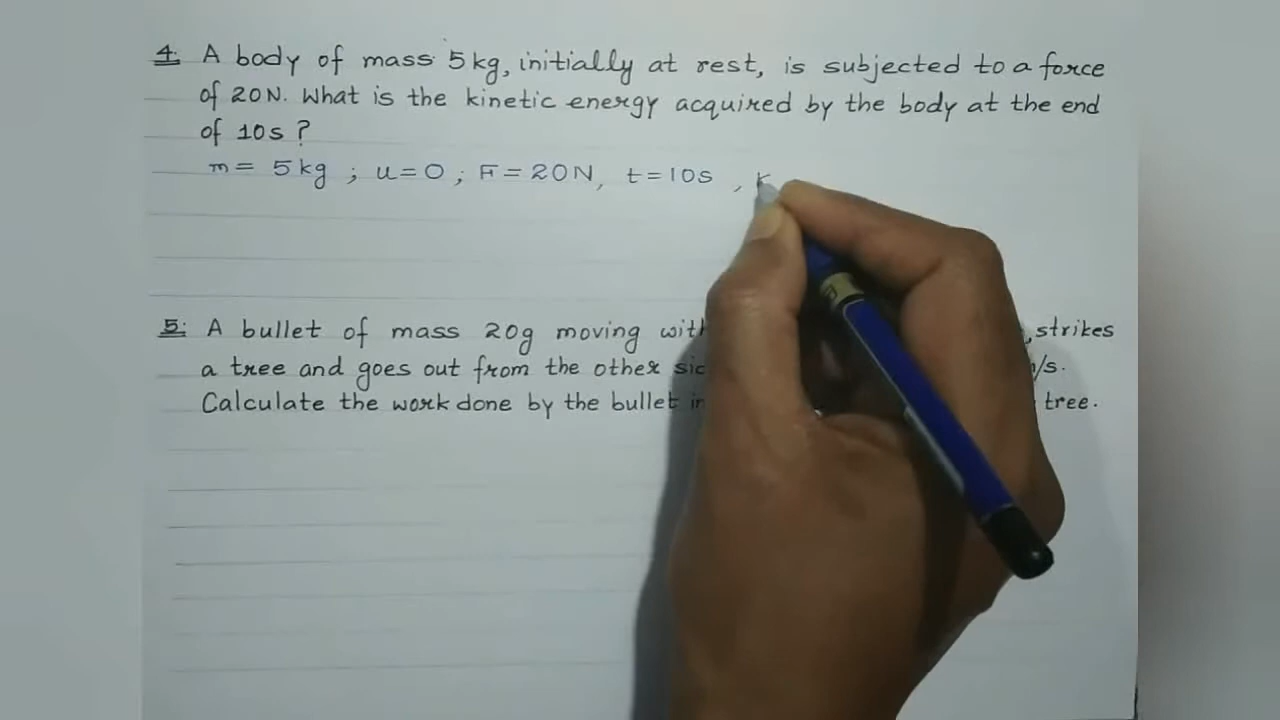 4. A body of mass 5kg, initially at rest, is subjected to a force
of 20N. What is the kinetic energy acquired by the body at the end
of 10s ?
m = 5kg ; u=0 ; F=20N, t=10s , K
5. A bullet of mass 20g moving with , strikes
a tree and goes out from the other /s.
Calculate the work done by the bullet in tree.